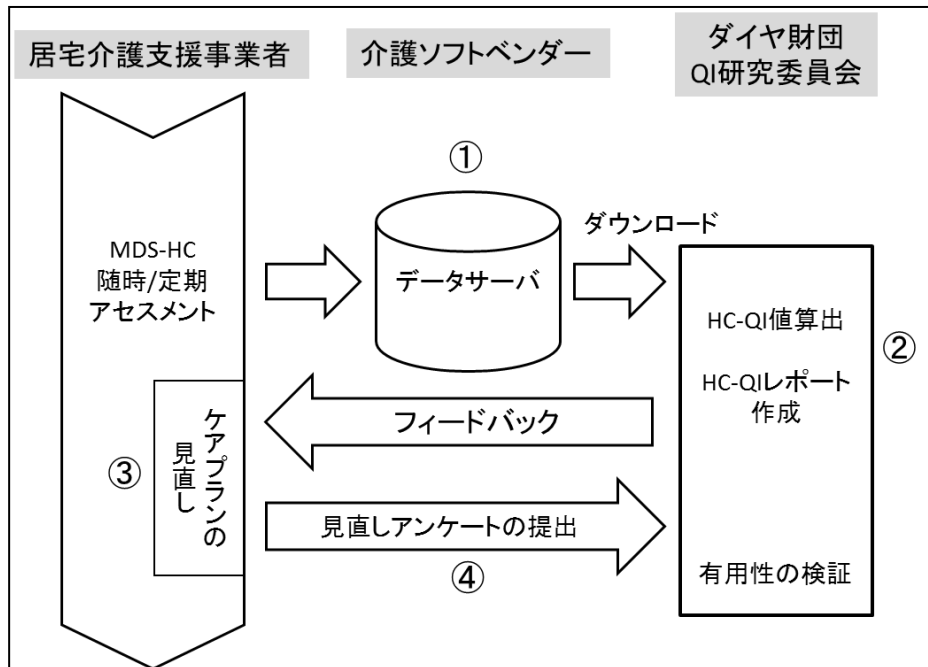 居宅介護支援事業者
介護ソフトベンダー
ダイヤ財団
QI研究委員会
①
ダウンロード
MDS-HC
随時/定期
アセスメント
データサーバ
HC-QI値算出
②
HC-QIレポート
作成
フィードバック
③
ケアプランの
見直し
見直しアンケートの提出
④
有用性の検証